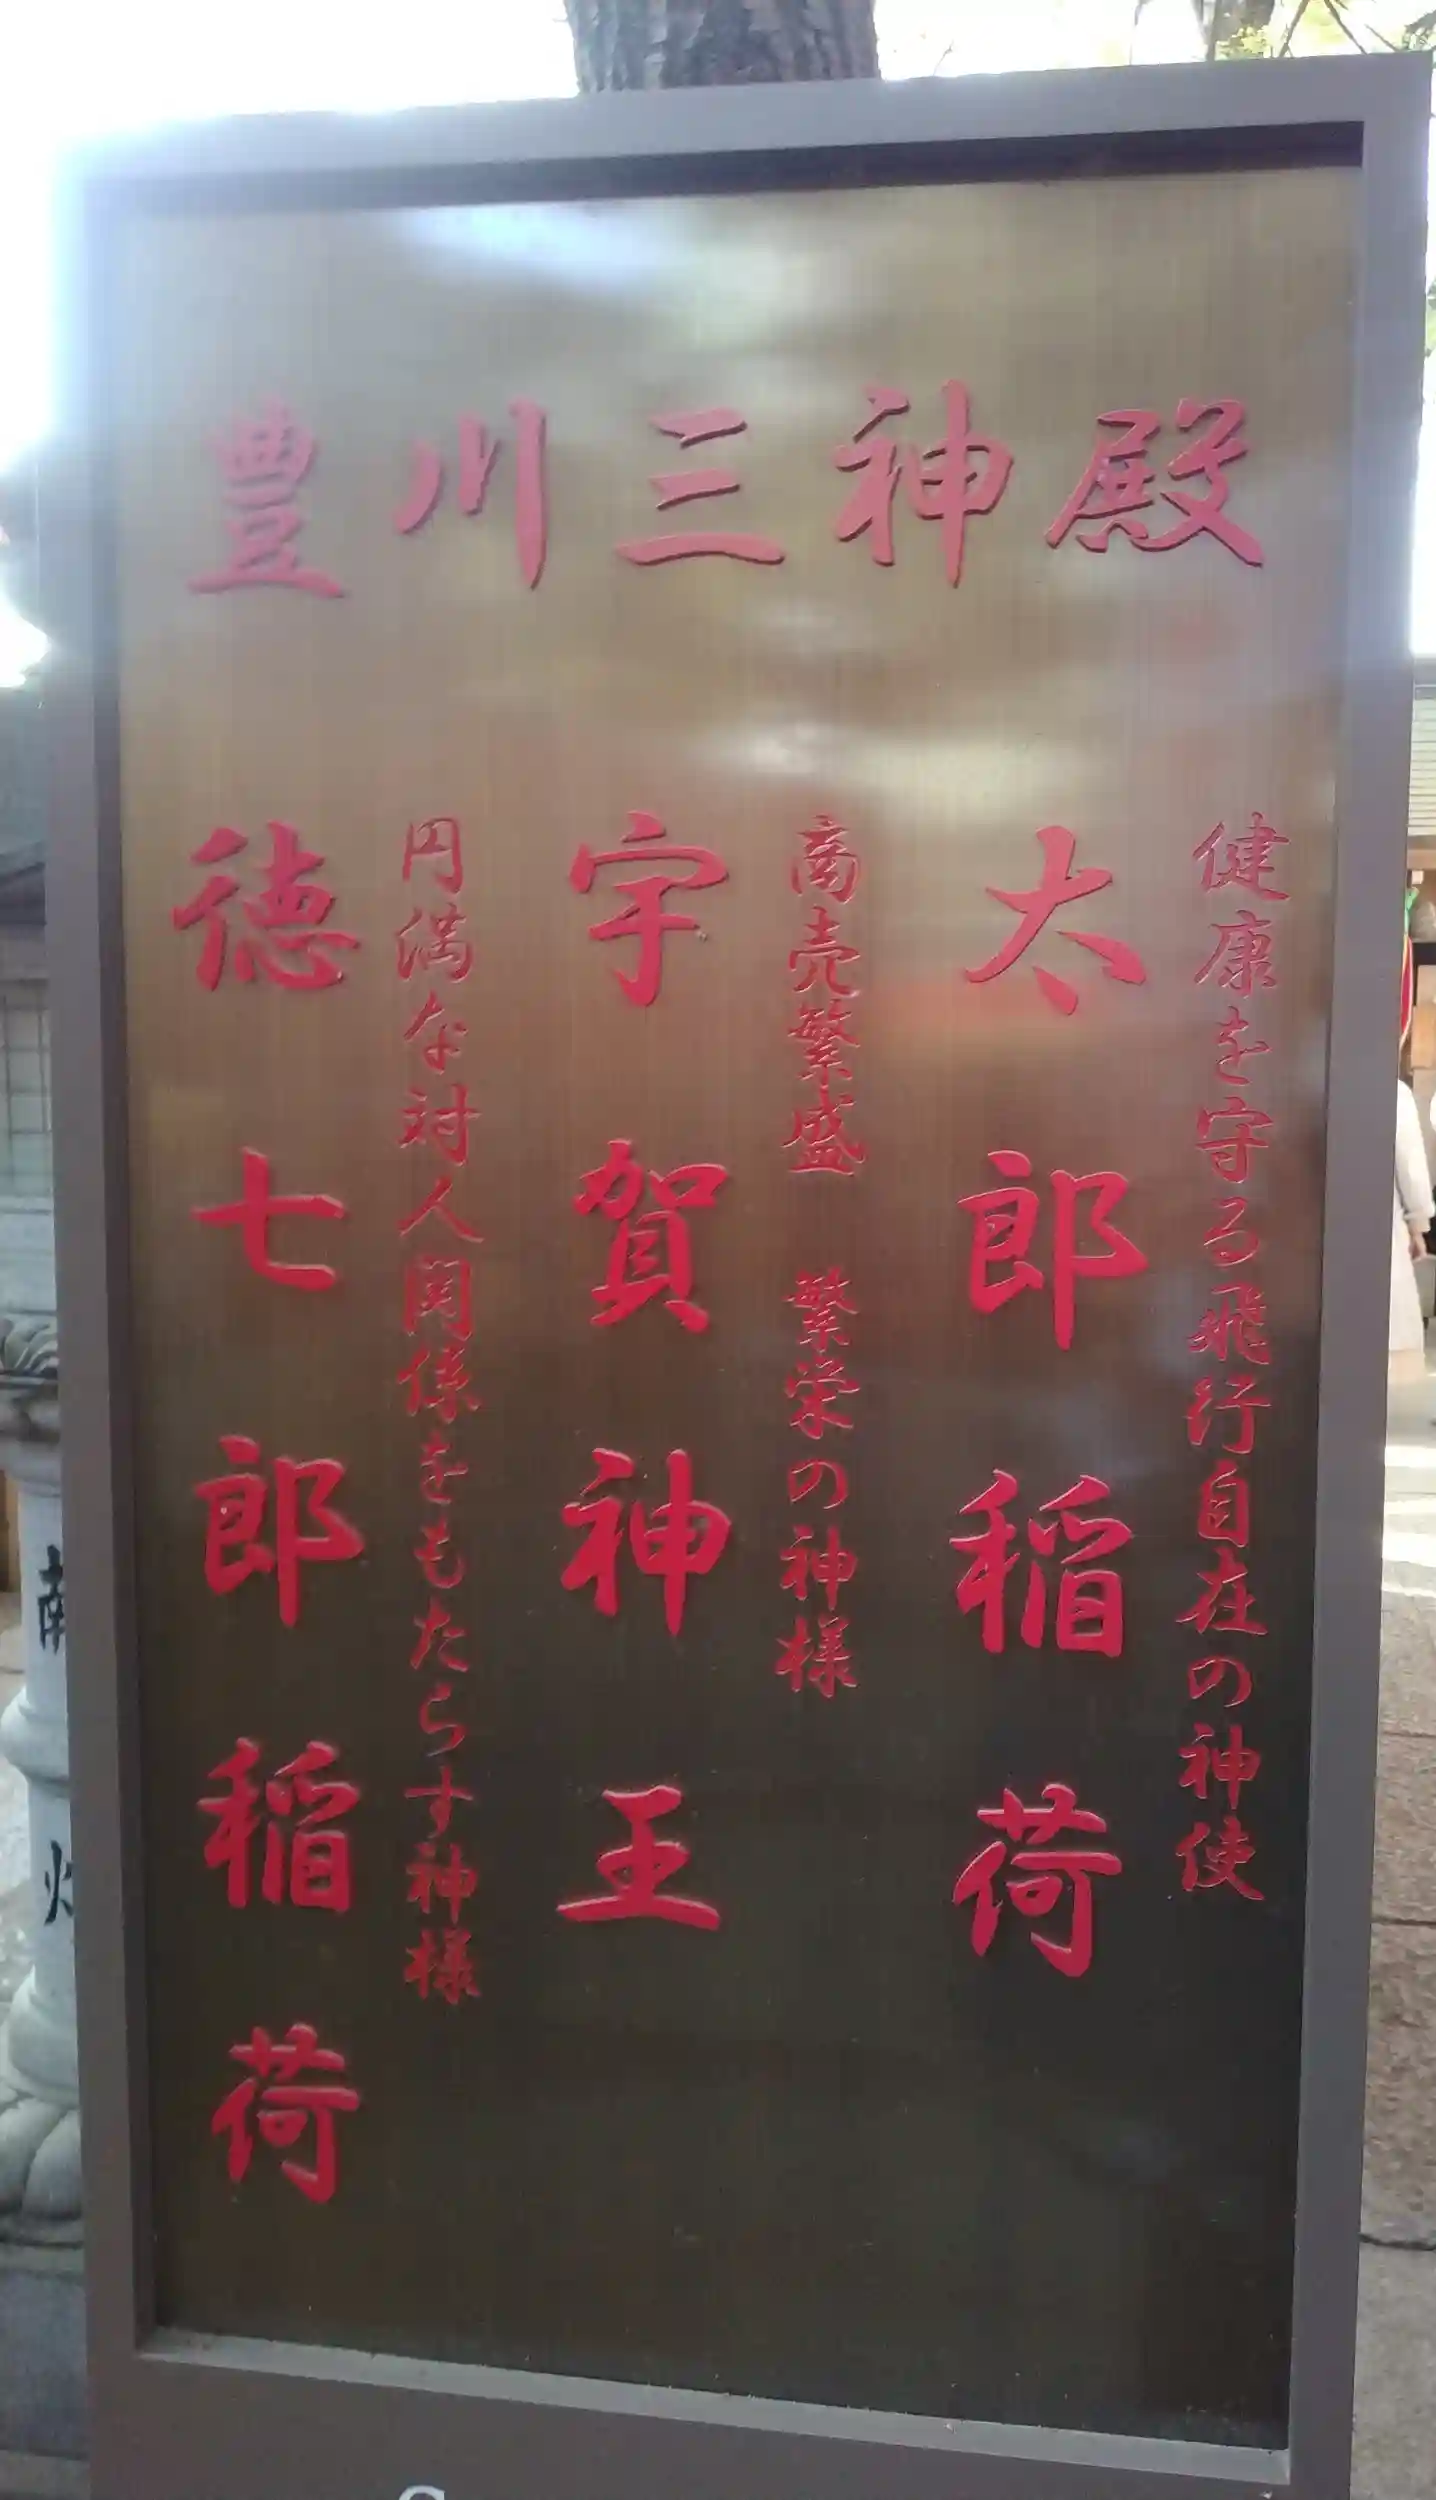 豊川三神殿
健康を守る飛行自在の神使
太郎稲荷
商売繁盛 繁栄の神様
宇賀神王
円満な対人関係をもたらす神様
徳七郎稲荷